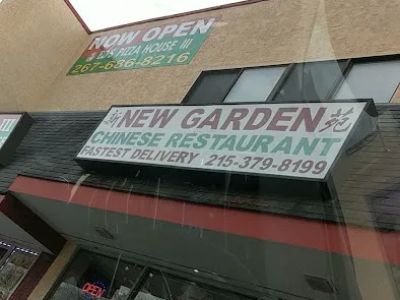 NOW OPEN
& ED'S PIZZA HOUSE III
267-686-8216
新 NEW GARDEN 苑
CHINESE RESTAURANT
FASTEST DELIVERY 215-379-8199
OPEN